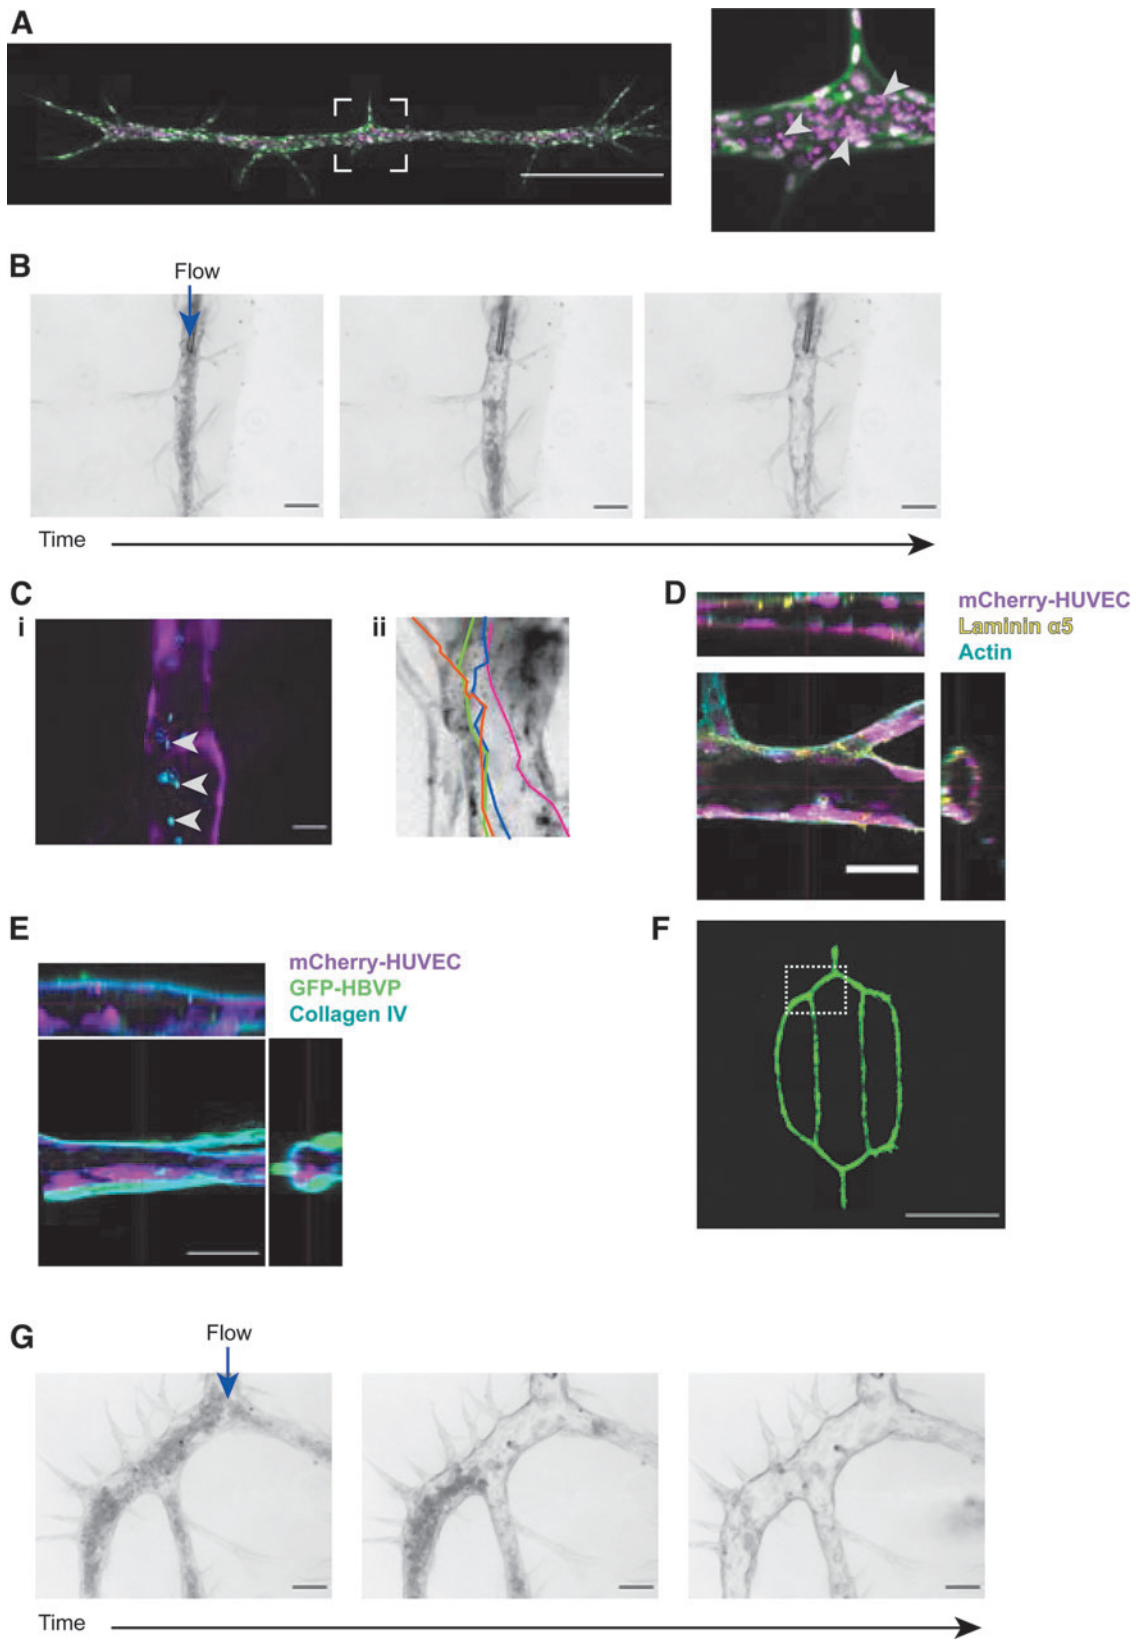 A
B
Flow
Time
C
i
ii
D
mCherry-HUVEC
Laminin α5
Actin
E
mCherry-HUVEC
GFP-HBVP
Collagen IV
F
G
Flow
Time